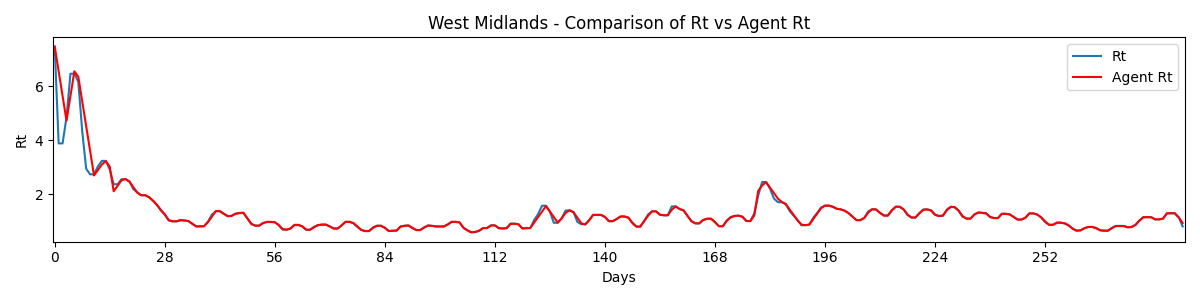 West Midlands - Comparison of Rt vs Agent Rt
Rt
Agent Rt
Rt
6
4
2
0 28 56 84 112 140 168 196 224 252
Days